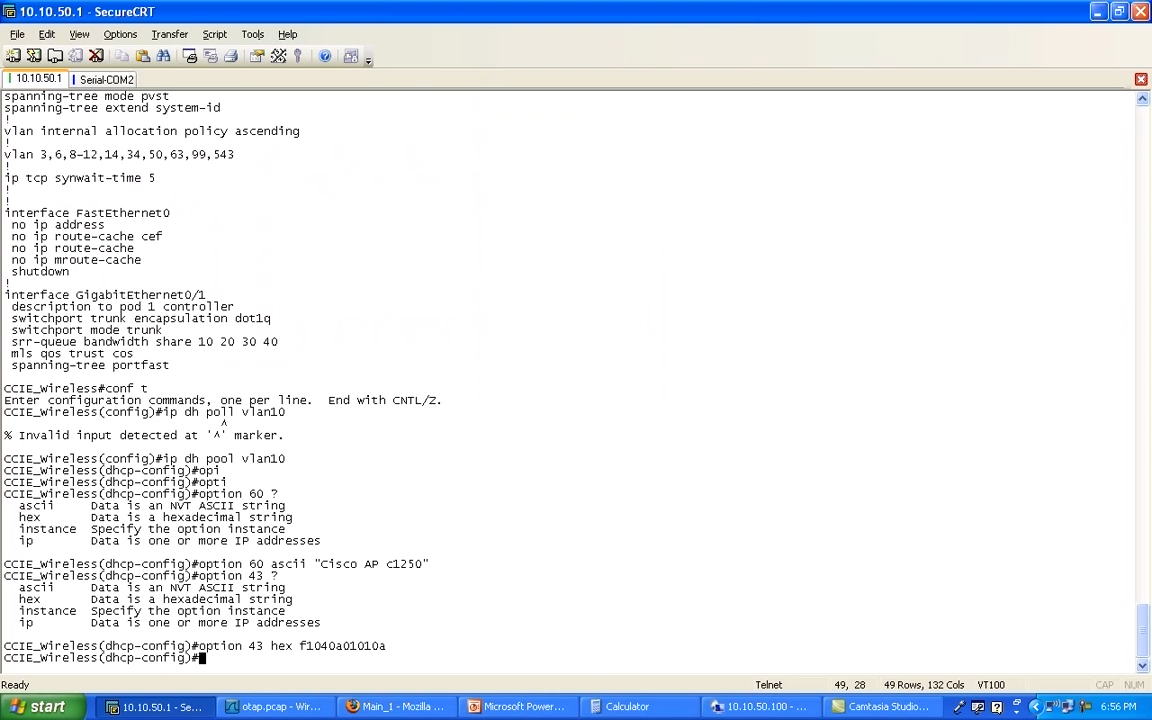 10.10.50.1 - SecureCRT
File Edit View Options Transfer Script Tools Help
10.10.50.1 Serial-COM2
spanning-tree mode pvst
spanning-tree extend system-id
!
vlan internal allocation policy ascending
!
vlan 3,6,8-12,14,34,50,63,99,543
!
ip tcp synwait-time 5
!
!
interface FastEthernet0
no ip address
no ip route-cache cef
no ip route-cache
no ip mroute-cache
shutdown
!
interface GigabitEthernet0/1
description to pod 1 controller
switchport trunk encapsulation dot1q
switchport mode trunk
srr-queue bandwidth share 10 20 30 40
mls qos trust cos
spanning-tree portfast
CCIE_Wireless#conf t
Enter configuration commands, one per line.  End with CNTL/Z.
CCIE_Wireless(config)#ip dh poll vlan10
^
% Invalid input detected at '^' marker.
CCIE_Wireless(config)#ip dh pool vlan10
CCIE_Wireless(dhcp-config)#opi
CCIE_Wireless(dhcp-config)#opti
CCIE_Wireless(dhcp-config)#option 60 ?
ascii     Data is an NVT ASCII string
hex       Data is a hexadecimal string
instance  Specify the option instance
ip        Data is one or more IP addresses
CCIE_Wireless(dhcp-config)#option 60 ascii "Cisco AP c1250"
CCIE_Wireless(dhcp-config)#option 43 ?
ascii     Data is an NVT ASCII string
hex       Data is a hexadecimal string
instance  Specify the option instance
ip        Data is one or more IP addresses
CCIE_Wireless(dhcp-config)#option 43 hex f1040a01010a
CCIE_Wireless(dhcp-config)#
Ready Telnet 49, 28 49 Rows, 132 Cols VT100 CAP NUM
start 10.10.50.1 - Se... otap.pcap - Wir... Main_1 - Mozilla ... Microsoft Power... Calculator 10.10.50.100 - ... Camtasia Studio... 6:56 PM